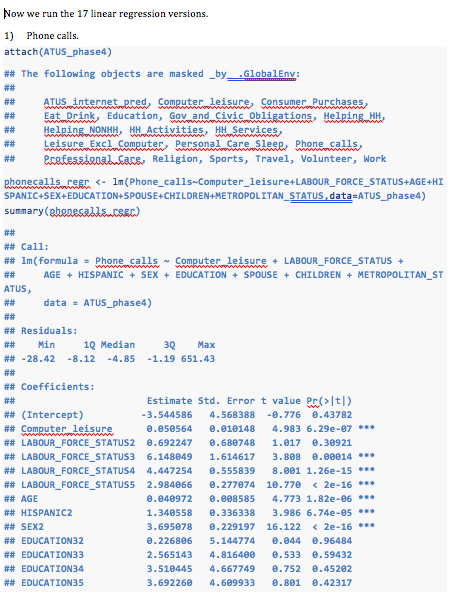 Now we run the 17 linear regression versions.
1) Phone calls.
attach(ATUS_phase4)
## The following objects are masked _by_ .GlobalEnv:
##
## ATUS_internet_pred, Computer_leisure, Consumer_Purchases,
## Eat_Drink, Education, Gov_and_Civic_Obligations, Helping_HH,
## Helping_NONHH, HH_Activities, HH_Services,
## Leisure_Excl_Computer, Personal_Care_Sleep, Phone_calls,
## Professional_Care, Religion, Sports, Travel, Volunteer, Work
phonecalls_regr <- lm(Phone_calls~Computer_leisure+LABOUR_FORCE_STATUS+AGE+HI
SPANIC+SEX+EDUCATION+SPOUSE+CHILDREN+METROPOLITAN_STATUS,data=ATUS_phase4)
summary(phonecalls_regr)
##
## Call:
## lm(formula = Phone_calls ~ Computer_leisure + LABOUR_FORCE_STATUS +
## AGE + HISPANIC + SEX + EDUCATION + SPOUSE + CHILDREN + METROPOLITAN_ST
ATUS,
## data = ATUS_phase4)
##
## Residuals:
## Min 1Q Median 3Q Max
## -28.42 -8.12 -4.85 -1.19 651.43
##
## Coefficients:
## Estimate Std. Error t value Pr(>|t|)
## (Intercept) -3.544586 4.568388 -0.776 0.43782
## Computer_leisure 0.050564 0.010148 4.983 6.29e-07 ***
## LABOUR_FORCE_STATUS2 0.692247 0.680748 1.017 0.30921
## LABOUR_FORCE_STATUS3 6.148049 1.614617 3.808 0.00014 ***
## LABOUR_FORCE_STATUS4 4.447254 0.555839 8.001 1.26e-15 ***
## LABOUR_FORCE_STATUS5 2.984066 0.277074 10.770 < 2e-16 ***
## AGE 0.040972 0.008585 4.773 1.82e-06 ***
## HISPANIC2 1.340558 0.336338 3.986 6.74e-05 ***
## SEX2 3.695078 0.229197 16.122 < 2e-16 ***
## EDUCATION32 0.226806 5.144774 0.044 0.96484
## EDUCATION33 2.565143 4.816400 0.533 0.59432
## EDUCATION34 3.510445 4.667749 0.752 0.45202
## EDUCATION35 3.692260 4.609933 0.801 0.42317